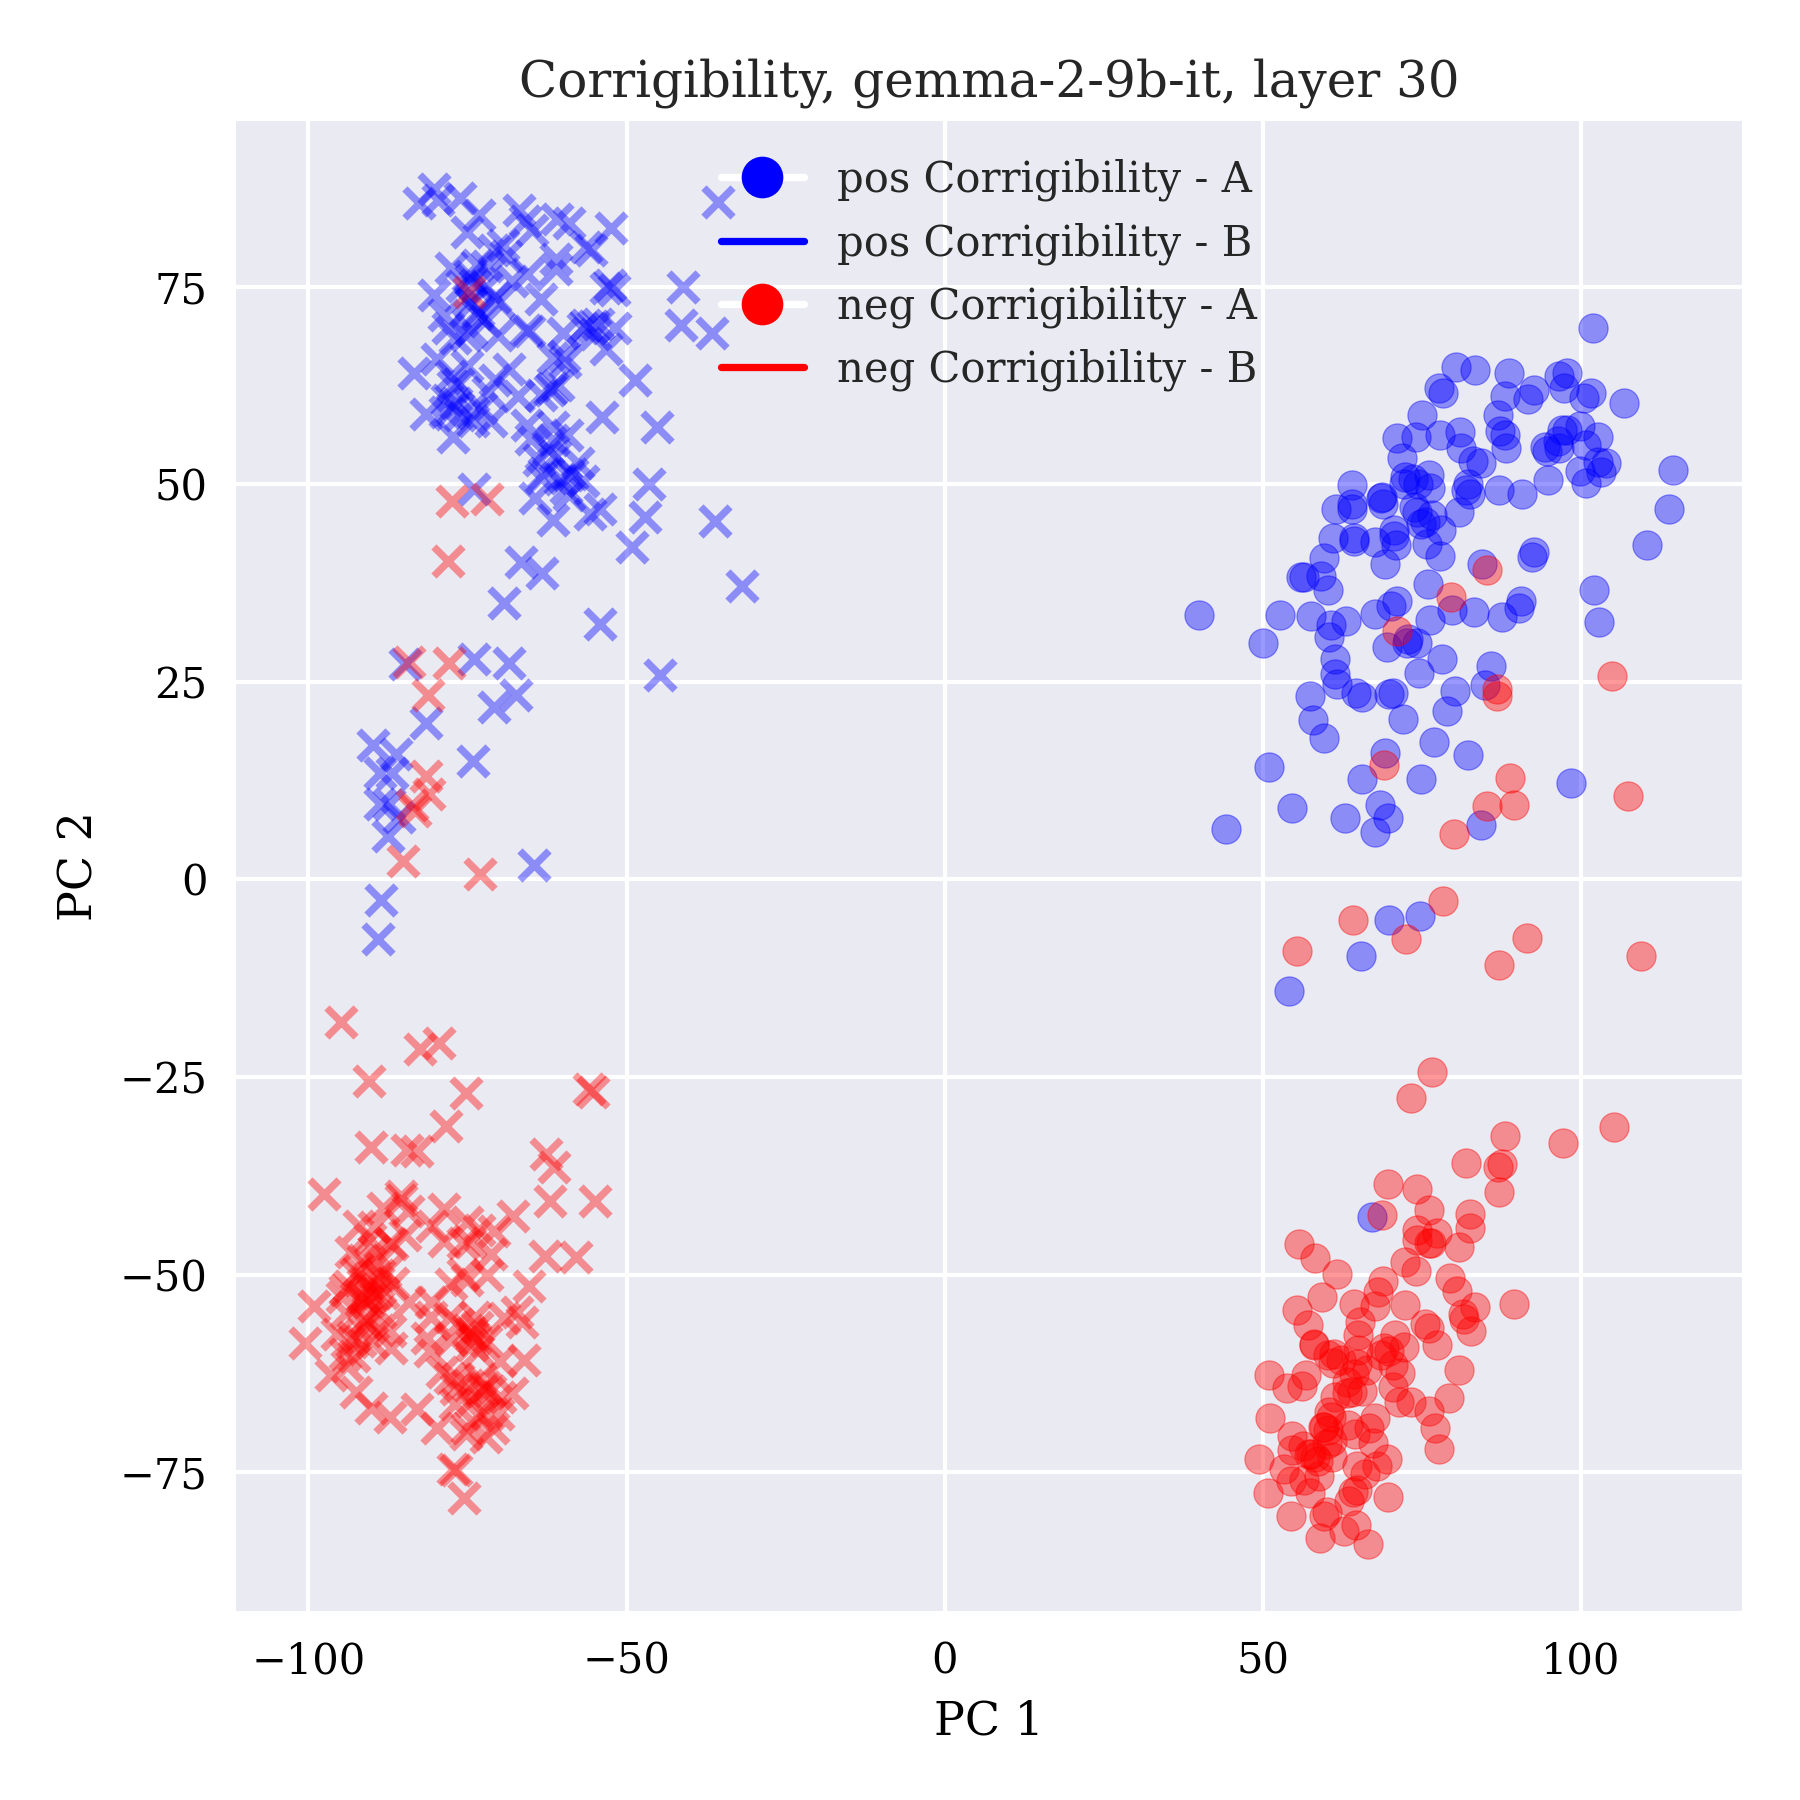 Corrigibility, gemma-2-9b-it, layer 30
pos Corrigibility - A
pos Corrigibility - B
neg Corrigibility - A
neg Corrigibility - B
75
50
25
0
−25
−50
−75
PC 2
−100
−50
0
50
100
PC 1